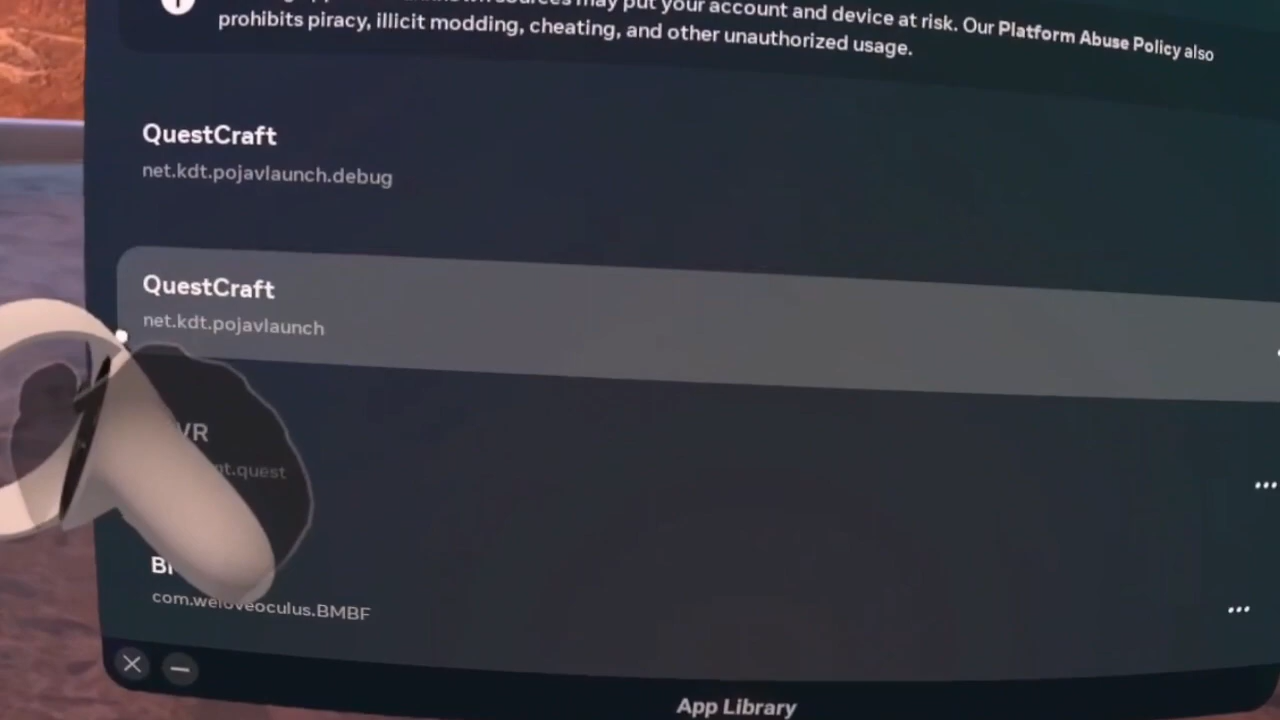 may put your account and device at risk. Our Platform Abuse Policy also
prohibits piracy, illicit modding, cheating, and other unauthorized usage.
QuestCraft
net.kdt.pojavlaunch.debug
QuestCraft
net.kdt.pojavlaunch
VR
.quest
com.weloveoculus.BMBF
App Library